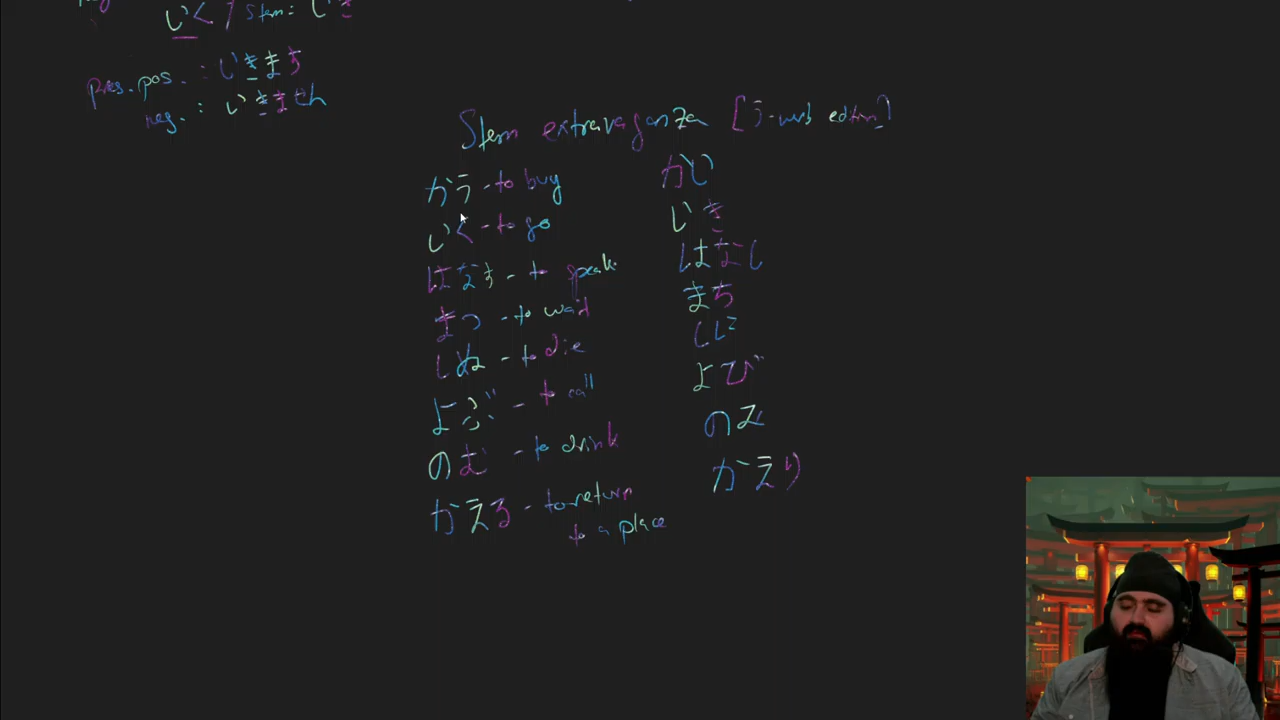 いく / Stem: いき
pres. pos. : いきます
neg. : いきません
Stem extravaganza [う-verb edition]
かう - to buy かい
いく - to go いき
はなす - to speak はなし
まつ - to wait まち
しぬ - to die しに
よぶ - to call よび
のむ - to drink のみ
かえる - to return かえり
to a place